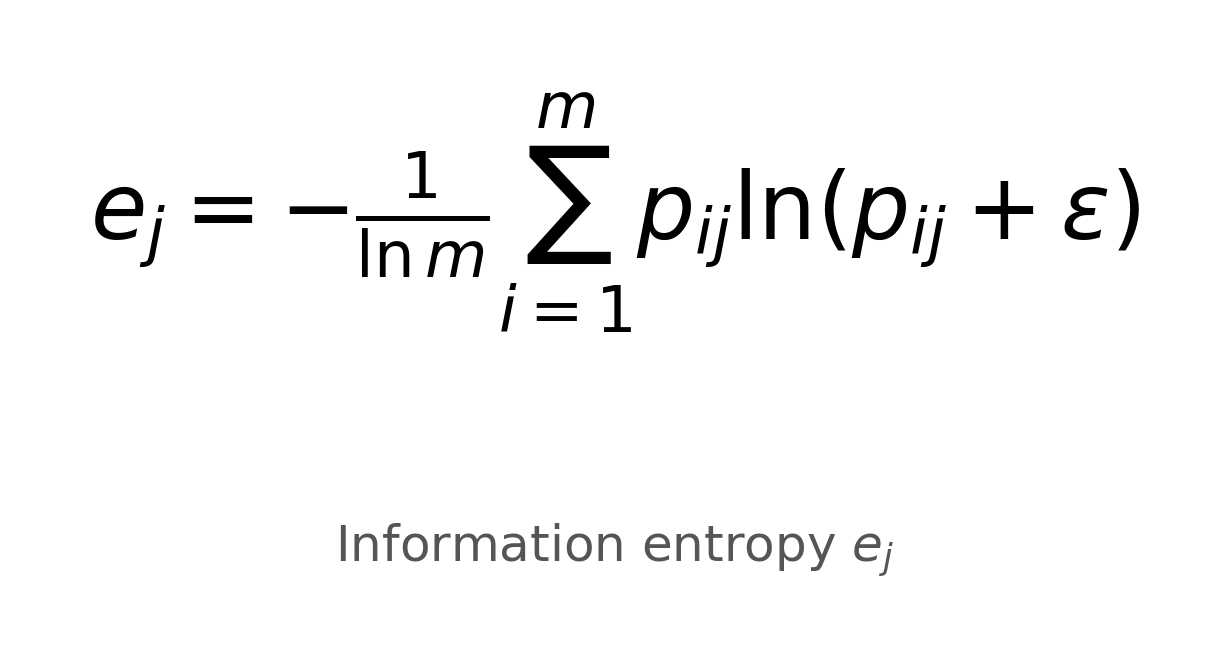 $e_j = -\frac{1}{\ln m} \sum_{i=1}^{m} p_{ij} \ln(p_{ij} + \varepsilon)$
Information entropy $e_j$